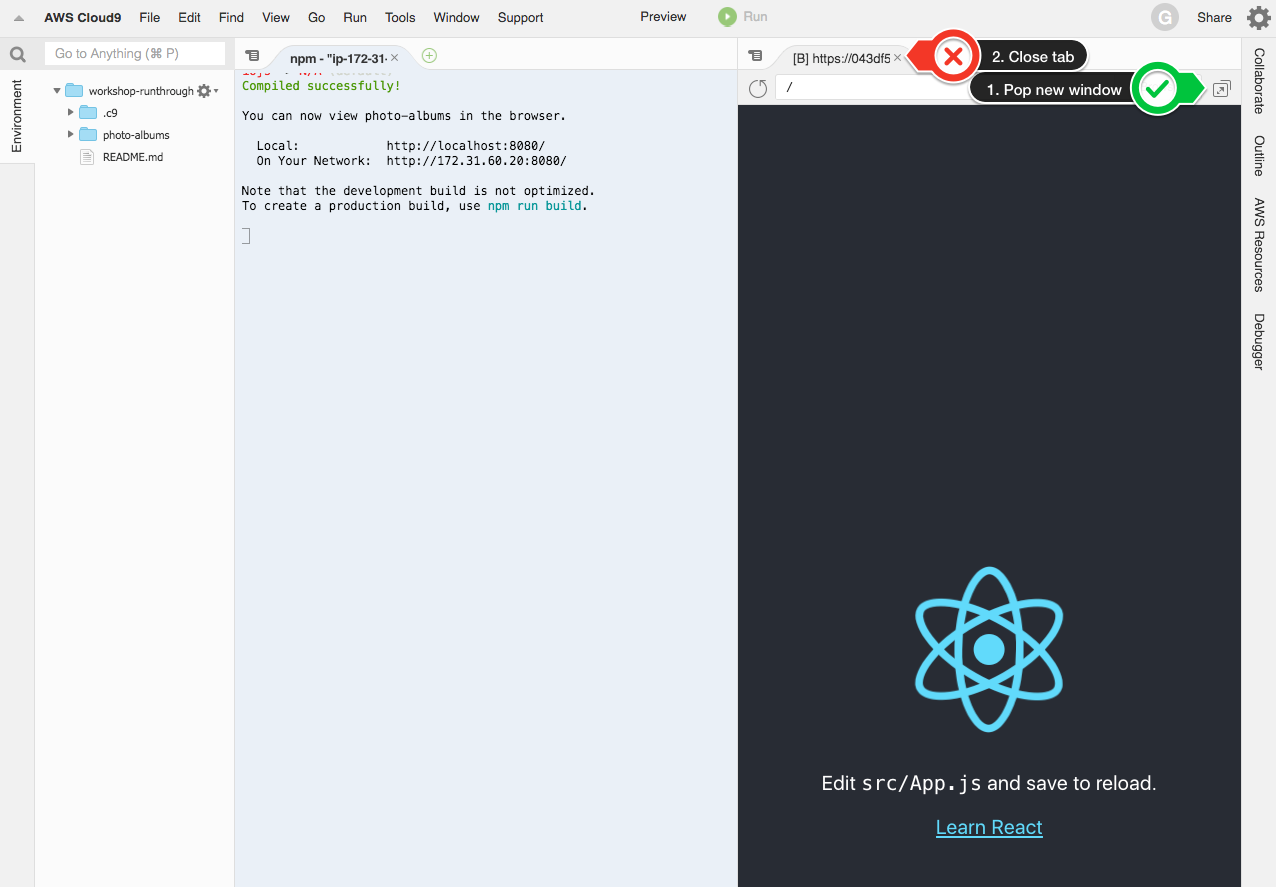 AWS Cloud9 File Edit Find View Go Run Tools Window Support Preview Run G Share
Go to Anything (⌘ P)
Environment
workshop-runthrough
.c9
photo-albums
README.md
npm - "ip-172-31-
Compiled successfully!
You can now view photo-albums in the browser.
Local: http://localhost:8080/
On Your Network: http://172.31.60.20:8080/
Note that the development build is not optimized.
To create a production build, use npm run build.
[B] https://043df5
2. Close tab
/
1. Pop new window
Edit src/App.js and save to reload.
Learn React
Collaborate
Outline
AWS Resources
Debugger